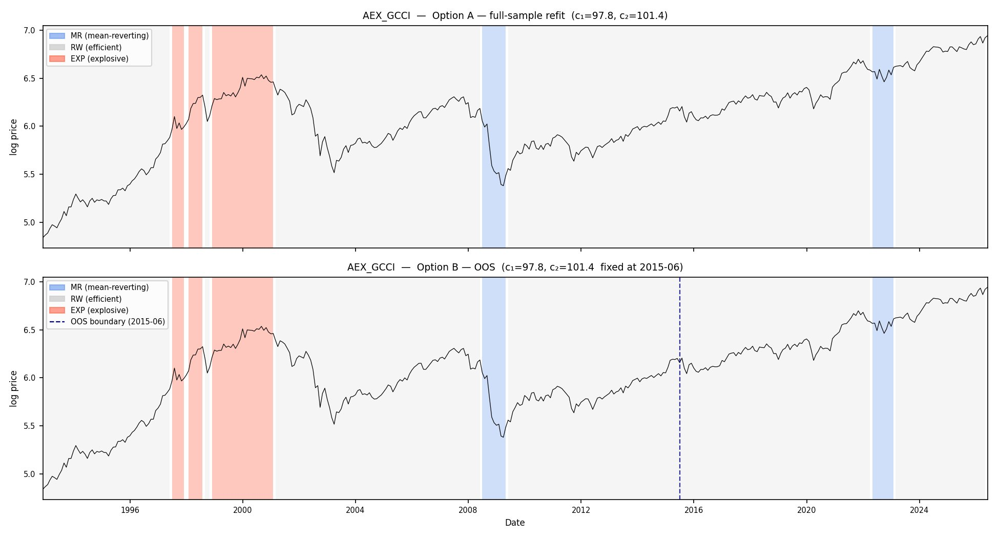 AEX_GCCI — Option A — full-sample refit (c₁=97.8, c₂=101.4)
7.0
6.5
6.0
5.5
5.0
log price
MR (mean-reverting)
RW (efficient)
EXP (explosive)
AEX_GCCI — Option B — OOS (c₁=97.8, c₂=101.4 fixed at 2015-06)
7.0
6.5
6.0
5.5
5.0
log price
MR (mean-reverting)
RW (efficient)
EXP (explosive)
OOS boundary (2015-06)
1996 2000 2004 2008 2012 2016 2020 2024
Date